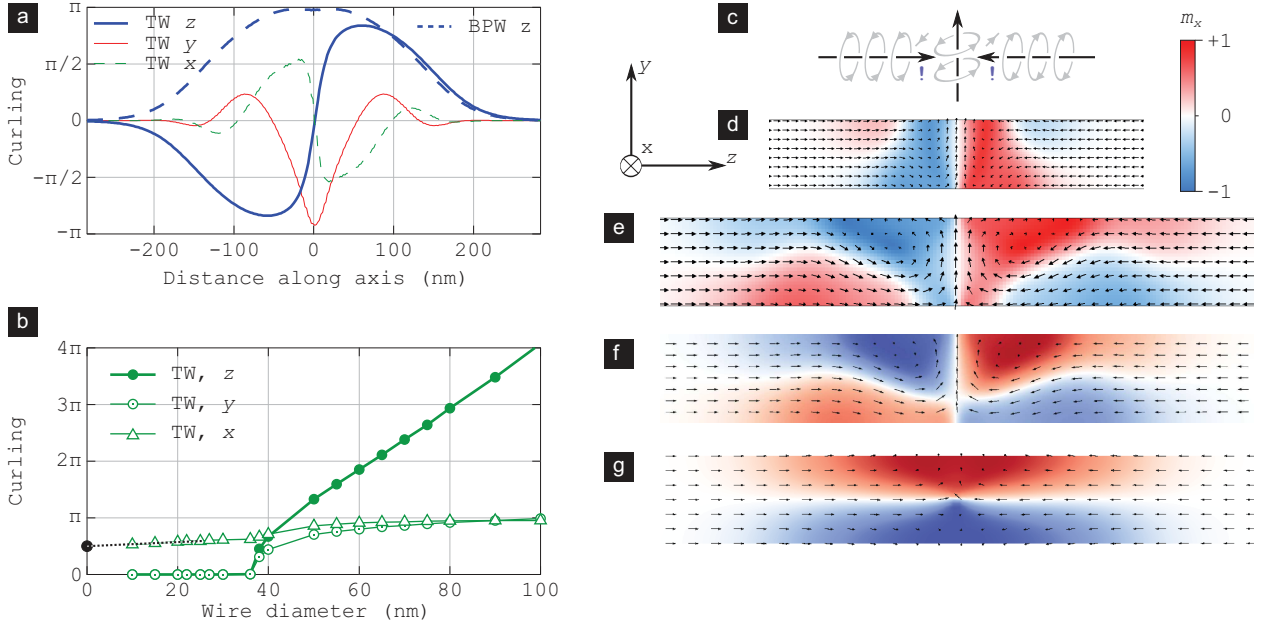 a
π
π/2
0
-π/2
-π
Curling
TW z
TW y
TW x
BPW z
-200
-100
0
100
200
Distance along axis (nm)
b
4π
3π
2π
π
0
Curling
TW, z
TW, y
TW, x
0
20
40
60
80
100
Wire diameter (nm)
c
! !
y
x
z
d
m_x
+1
0
-1
e
f
g